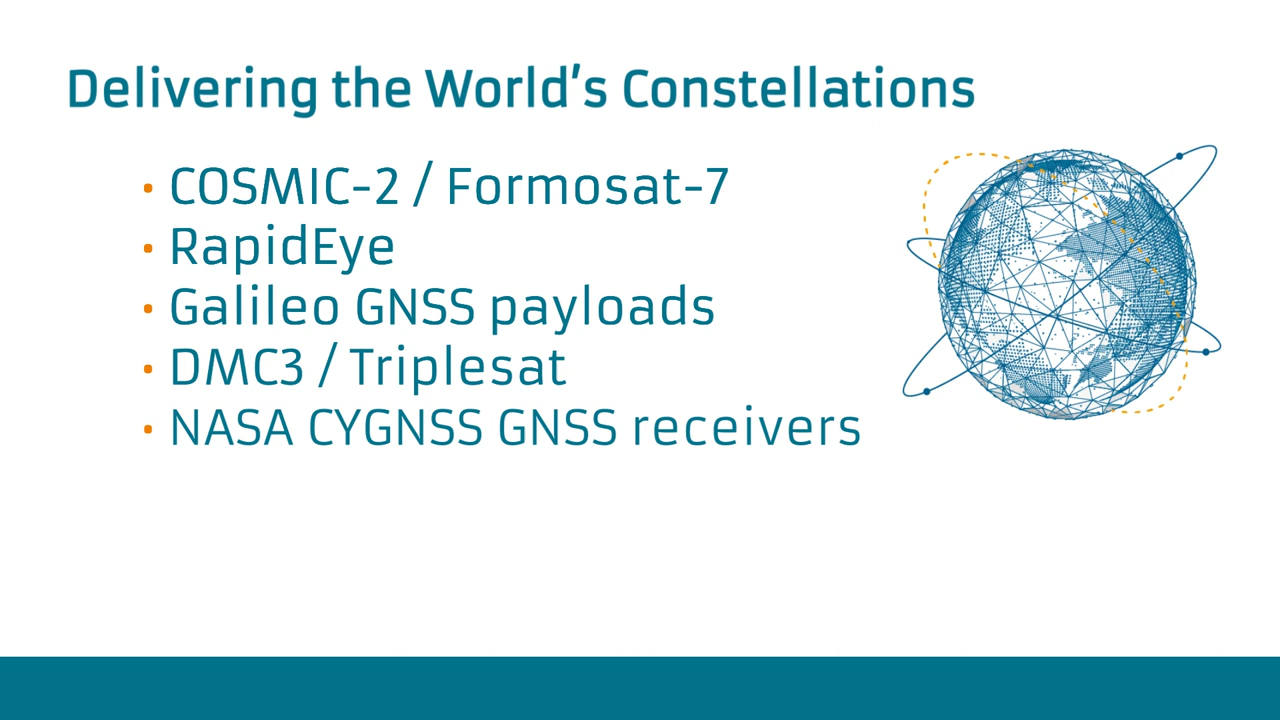 Delivering the World’s Constellations
• COSMIC-2 / Formosat-7
• RapidEye
• Galileo GNSS payloads
• DMC3 / Triplesat
• NASA CYGNSS GNSS receivers